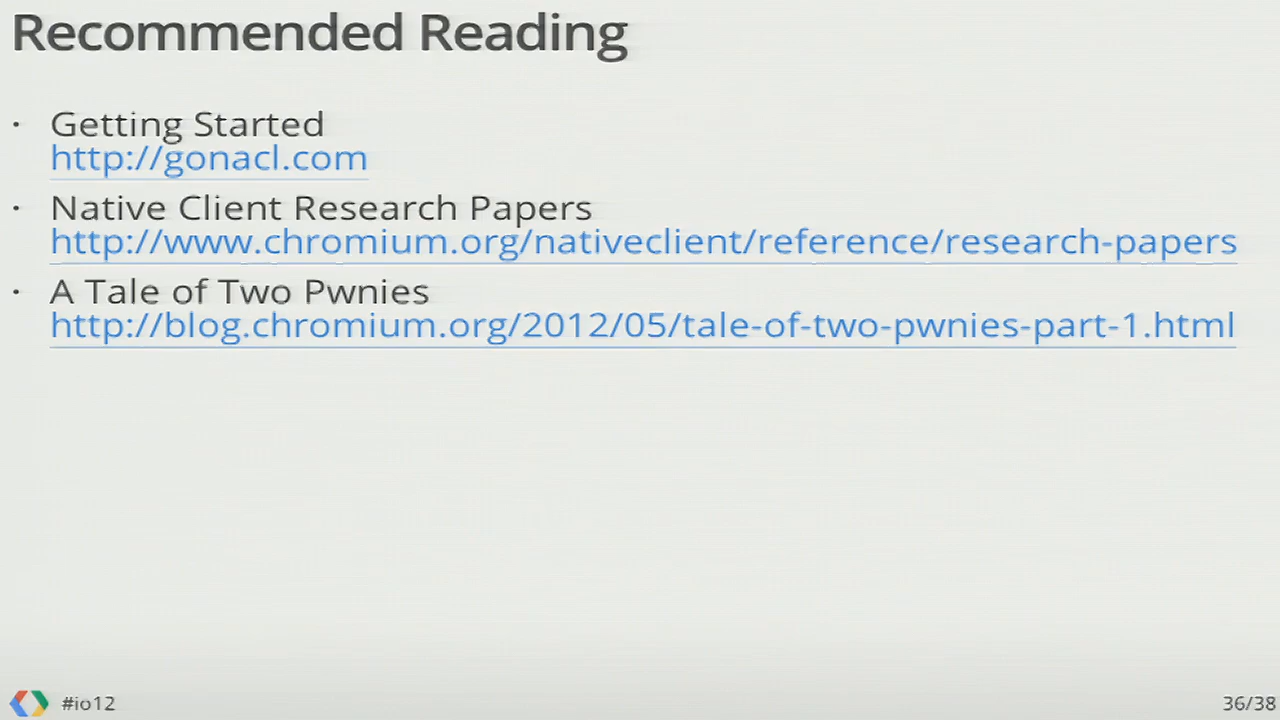 Recommended Reading
· Getting Started
http://gonacl.com
· Native Client Research Papers
http://www.chromium.org/nativeclient/reference/research-papers
· A Tale of Two Pwnies
http://blog.chromium.org/2012/05/tale-of-two-pwnies-part-1.html
#io12
36/38